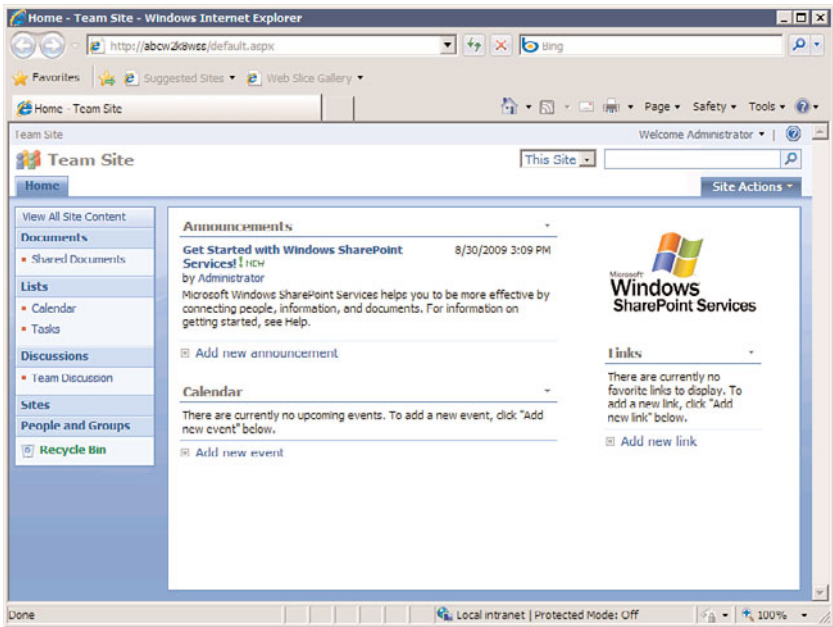 Home - Team Site - Windows Internet Explorer
http://abcw2k8wss/default.aspx
Bing
Favorites Suggested Sites Web Slice Gallery
Home - Team Site
Page Safety Tools
Team Site
Welcome Administrator
Team Site
This Site
Home
Site Actions
View All Site Content
Documents
Shared Documents
Lists
Calendar
Tasks
Discussions
Team Discussion
Sites
People and Groups
Recycle Bin
Announcements
Get Started with Windows SharePoint 8/30/2009 3:09 PM
Services! ! NEW
by Administrator
Microsoft Windows SharePoint Services helps you to be more effective by
connecting people, information, and documents. For information on
getting started, see Help.
Add new announcement
Calendar
There are currently no upcoming events. To add a new event, click "Add
new event" below.
Add new event
Microsoft
Windows
SharePoint Services
Links
There are currently no
favorite links to display. To
add a new link, click "Add
new link" below.
Add new link
Done
Local intranet | Protected Mode: Off
100%